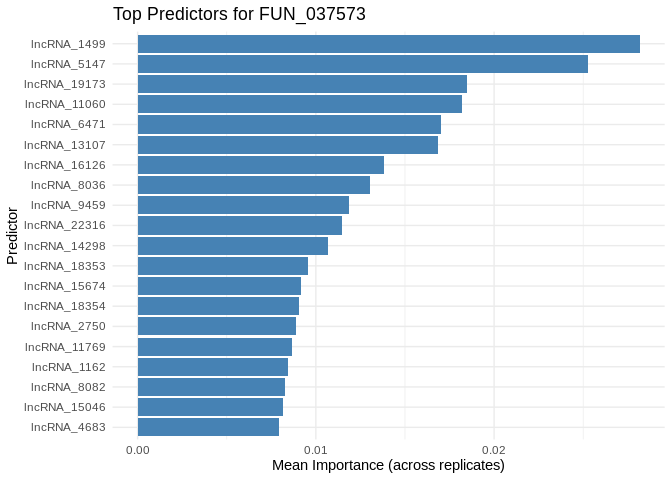 Top Predictors for FUN_037573
lncRNA_1499
lncRNA_5147
lncRNA_19173
lncRNA_11060
lncRNA_6471
lncRNA_13107
lncRNA_16126
lncRNA_8036
lncRNA_9459
lncRNA_22316
lncRNA_14298
lncRNA_18353
lncRNA_15674
lncRNA_18354
lncRNA_2750
lncRNA_11769
lncRNA_1162
lncRNA_8082
lncRNA_15046
lncRNA_4683
Predictor
0.00 0.01 0.02
Mean Importance (across replicates)